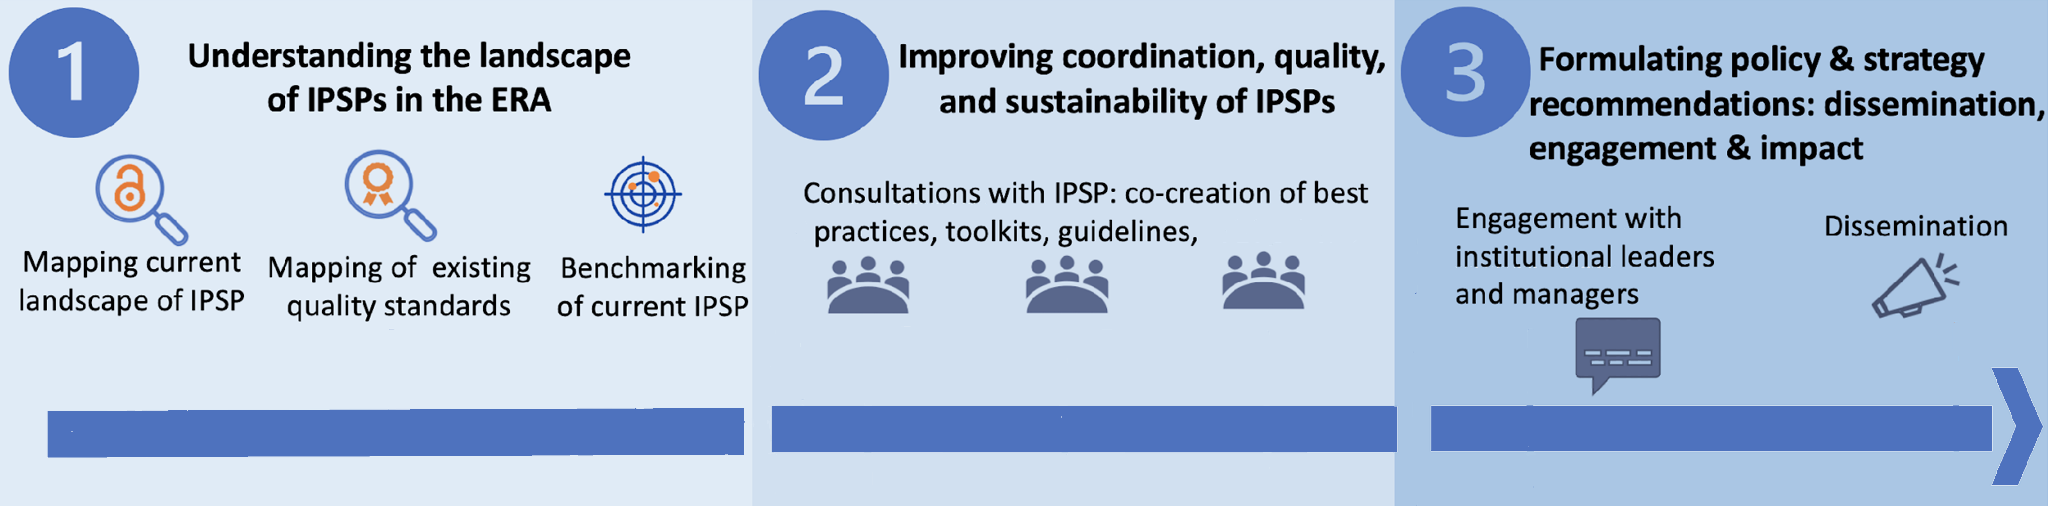 1
Understanding the landscape
of IPSPs in the ERA
Mapping current
landscape of IPSP
Mapping of existing
quality standards
Benchmarking
of current IPSP
2
Improving coordination, quality,
and sustainability of IPSPs
Consultations with IPSP: co-creation of best
practices, toolkits, guidelines,
3
Formulating policy & strategy
recommendations: dissemination,
engagement & impact
Engagement with
institutional leaders
and managers
Dissemination